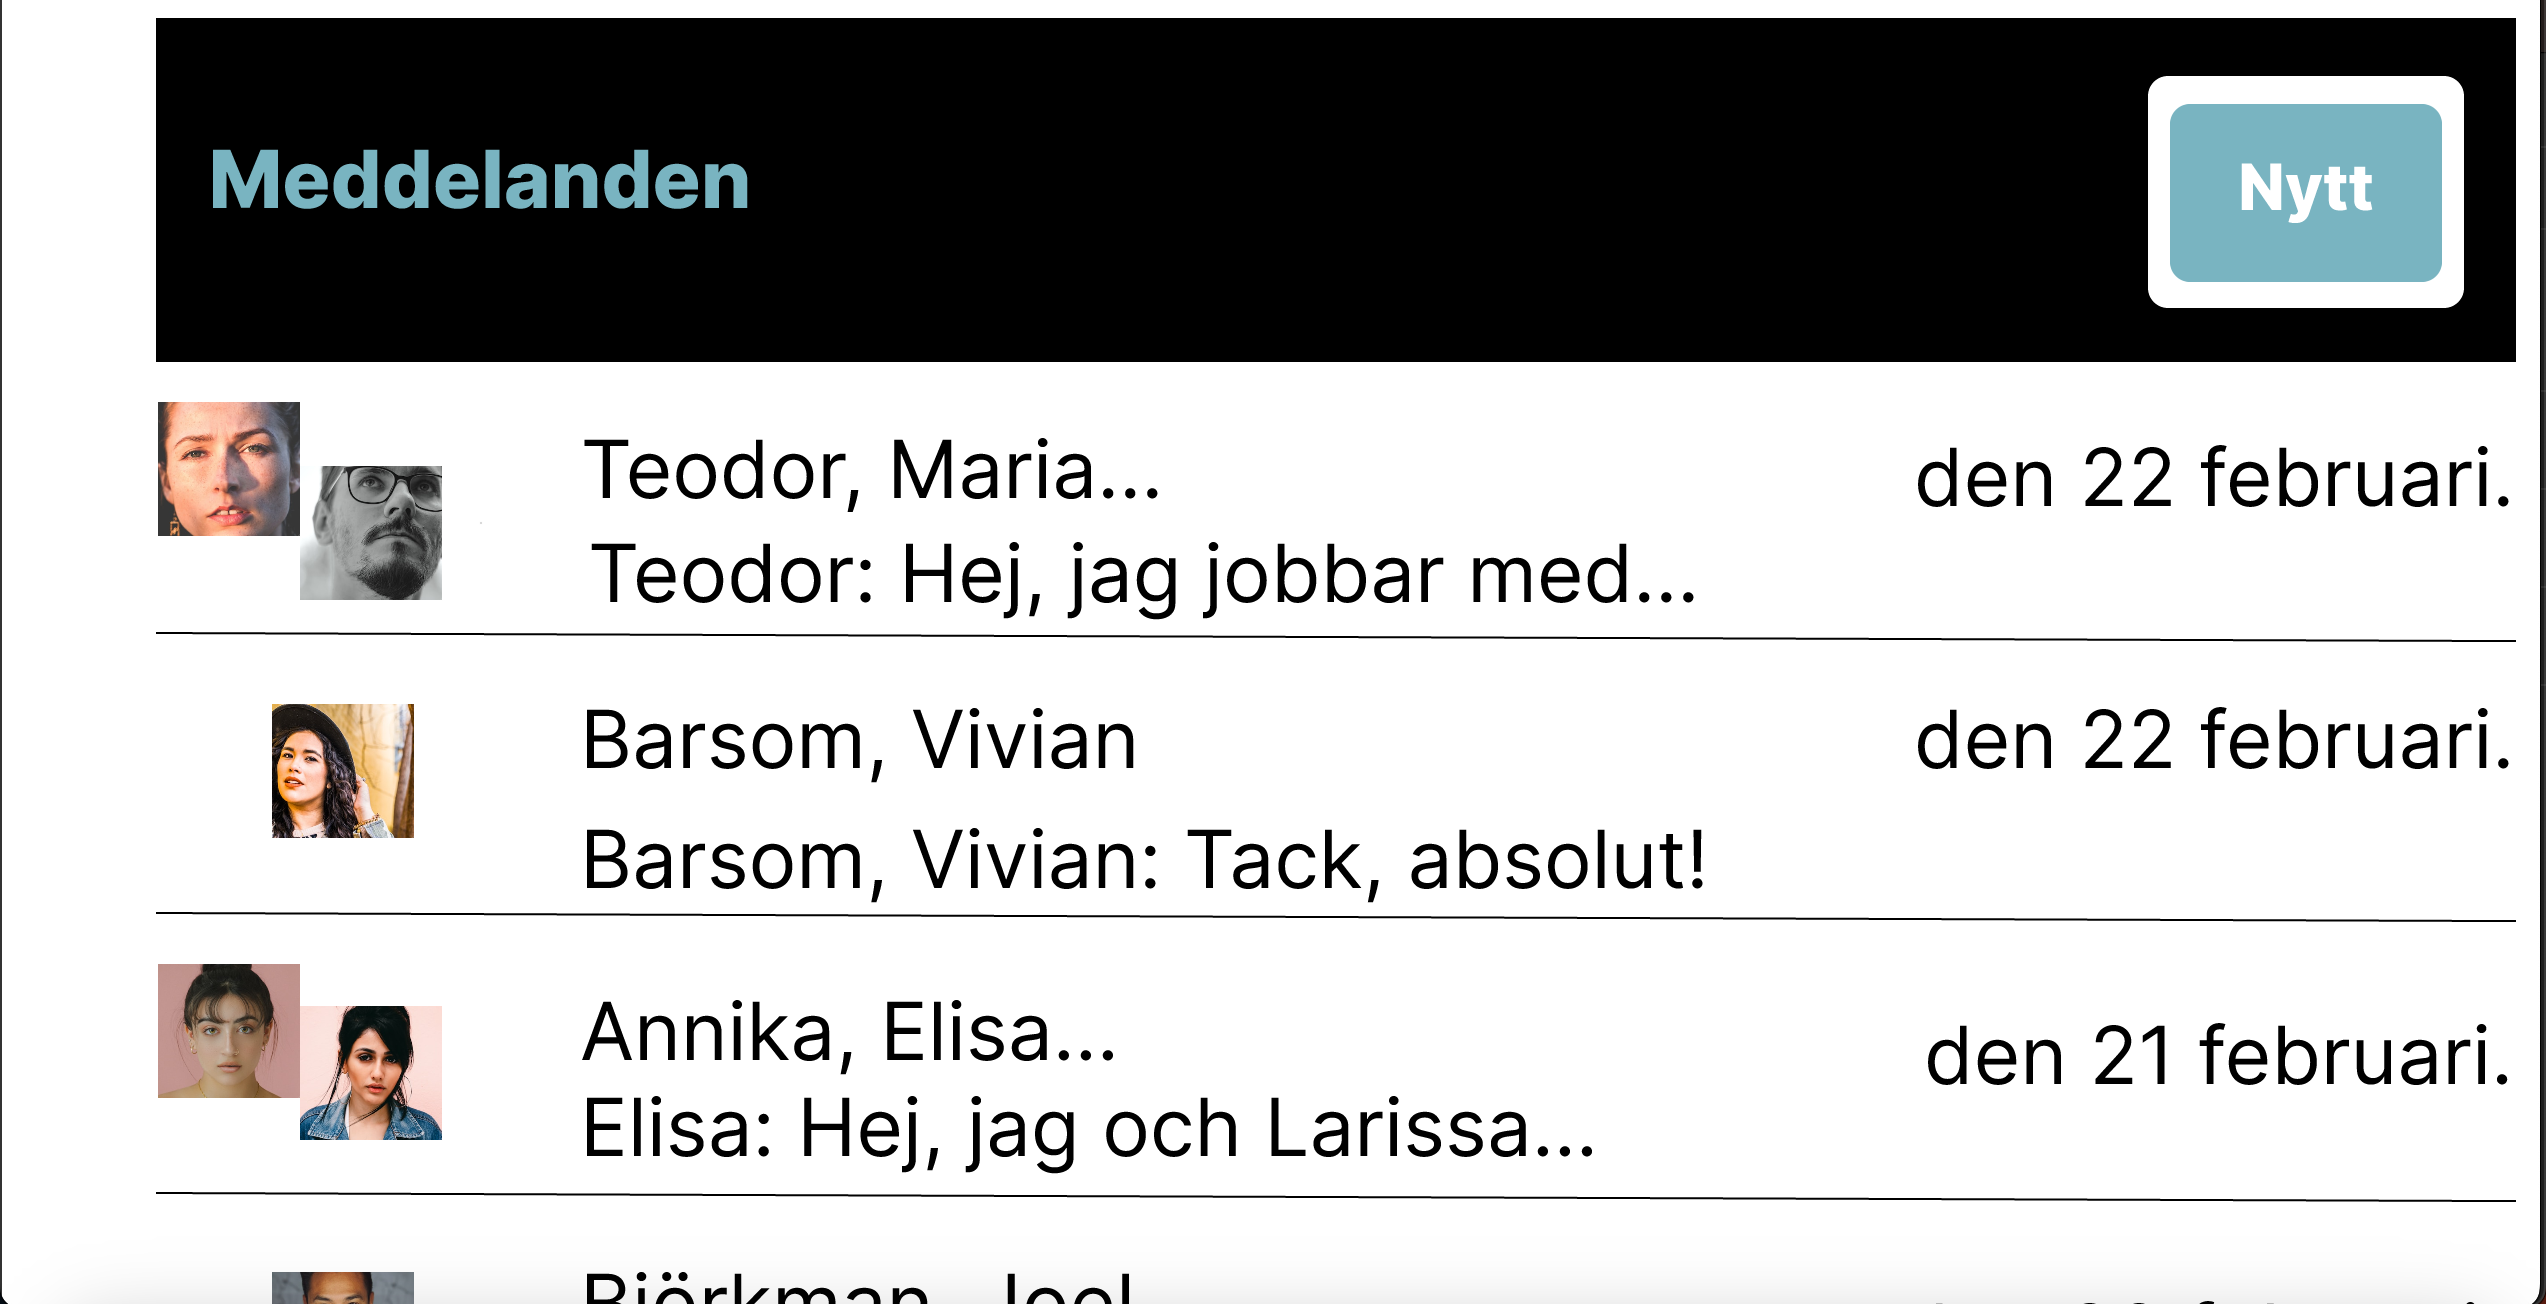 Meddelanden
Nytt
Teodor, Maria...
den 22 februari.
Teodor: Hej, jag jobbar med...
Barsom, Vivian
den 22 februari.
Barsom, Vivian: Tack, absolut!
Annika, Elisa...
den 21 februari.
Elisa: Hej, jag och Larissa...
Björkman, Joel